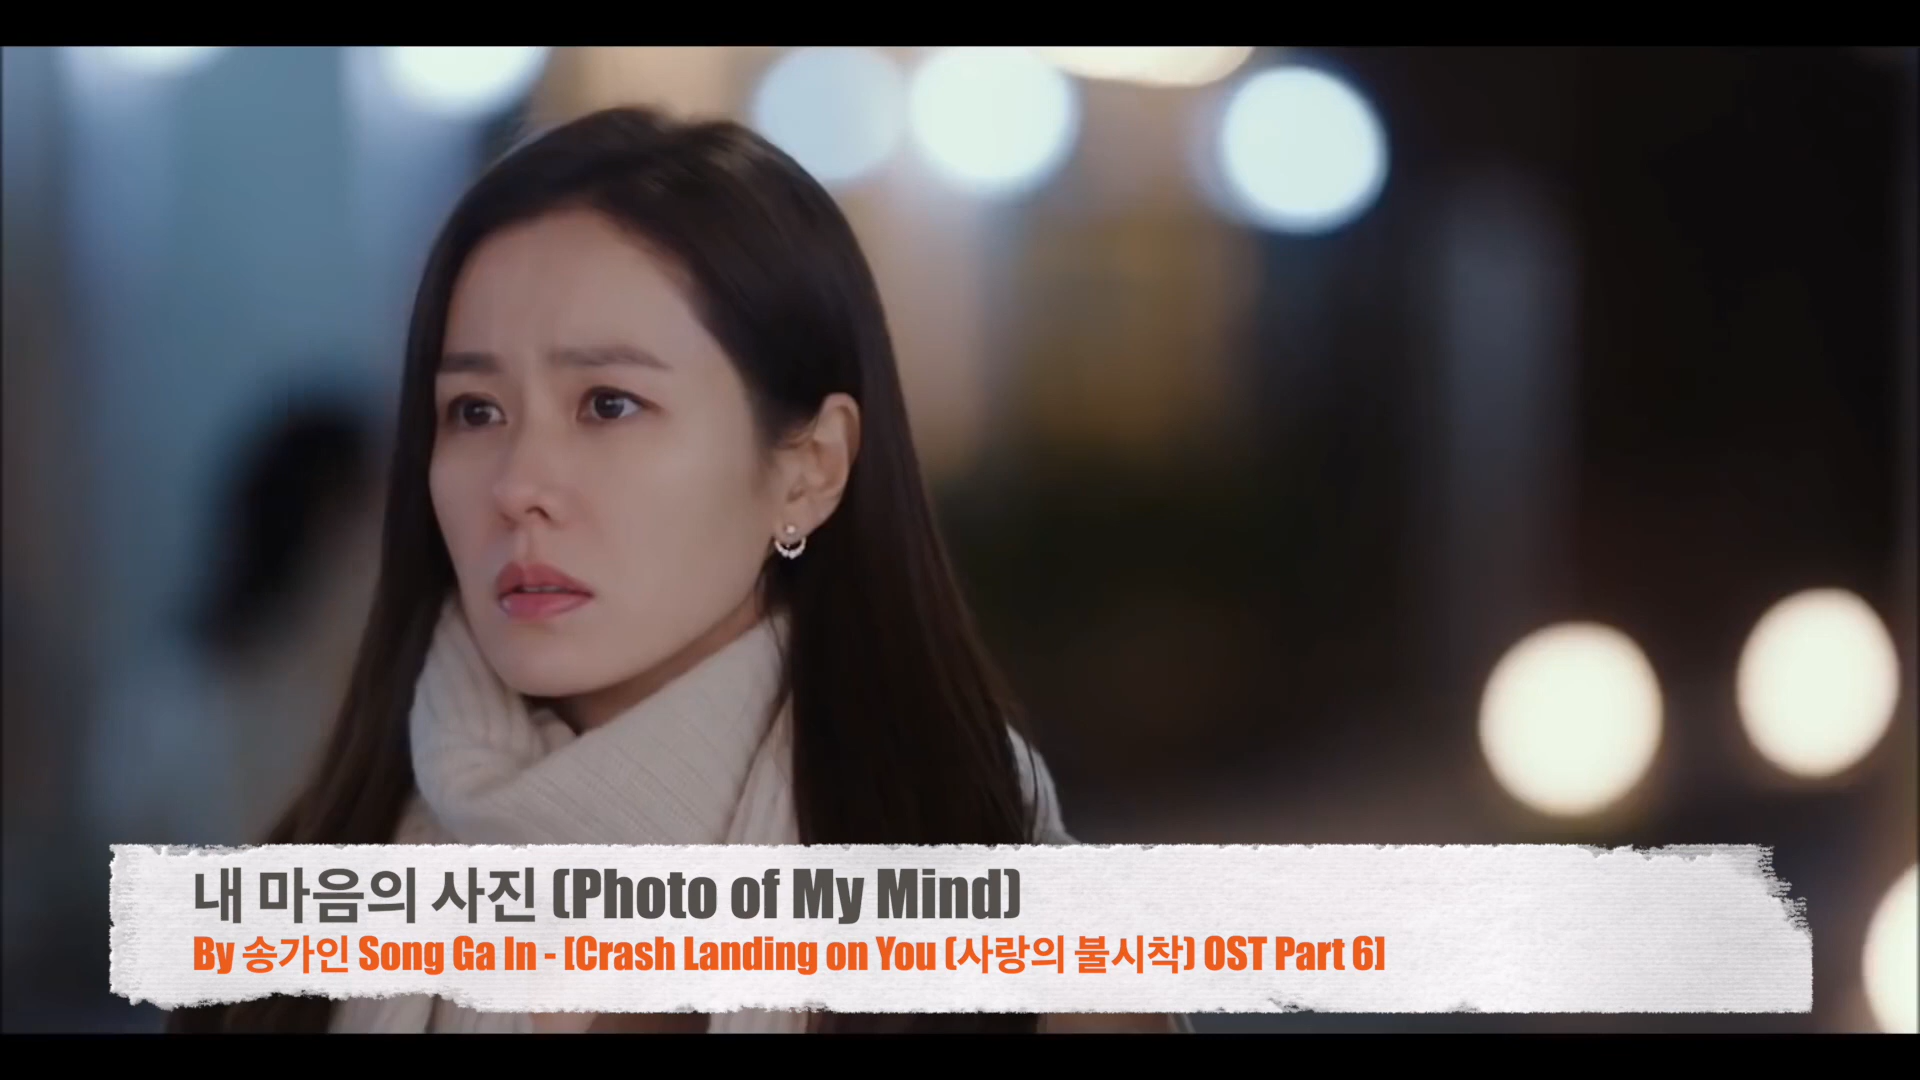 내 마음의 사진 (Photo of My Mind)
By 송가인 Song Ga In - [Crash Landing on You (사랑의 불시착) OST Part 6]